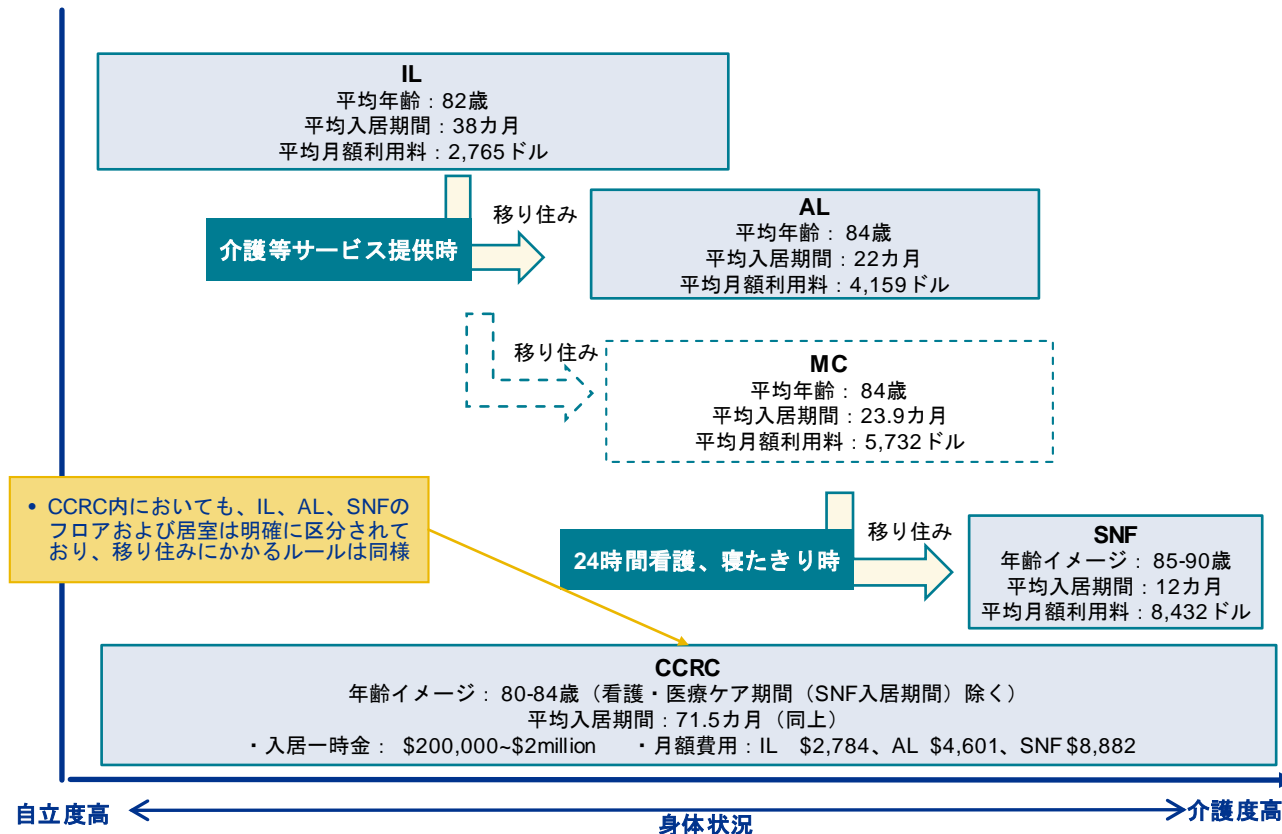 IL
平均年齢：82歳
平均入居期間：38カ月
平均月額利用料：2,765ドル
移り住み
介護等サービス提供時
AL
平均年齢： 84歳
平均入居期間：22カ月
平均月額利用料：4,159ドル
移り住み
MC
平均年齢：84歳
平均入居期間：23.9カ月
平均月額利用料：5,732ドル
• CCRC内においても、IL、AL、SNFの
フロアおよび居室は明確に区分されて
おり、移り住みにかかるルールは同様
移り住み
24時間看護、寝たきり時
SNF
年齢イメージ： 85-90歳
平均入居期間：12カ月
平均月額利用料：8,432ドル
CCRC
年齢イメージ： 80-84歳（看護・医療ケア期間（SNF入居期間）除く）
平均入居期間：71.5カ月（同上）
・入居一時金： $200,000~$2million ・月額費用：IL $2,784、AL $4,601、SNF $8,882
自立度高
身体状況
介護度高